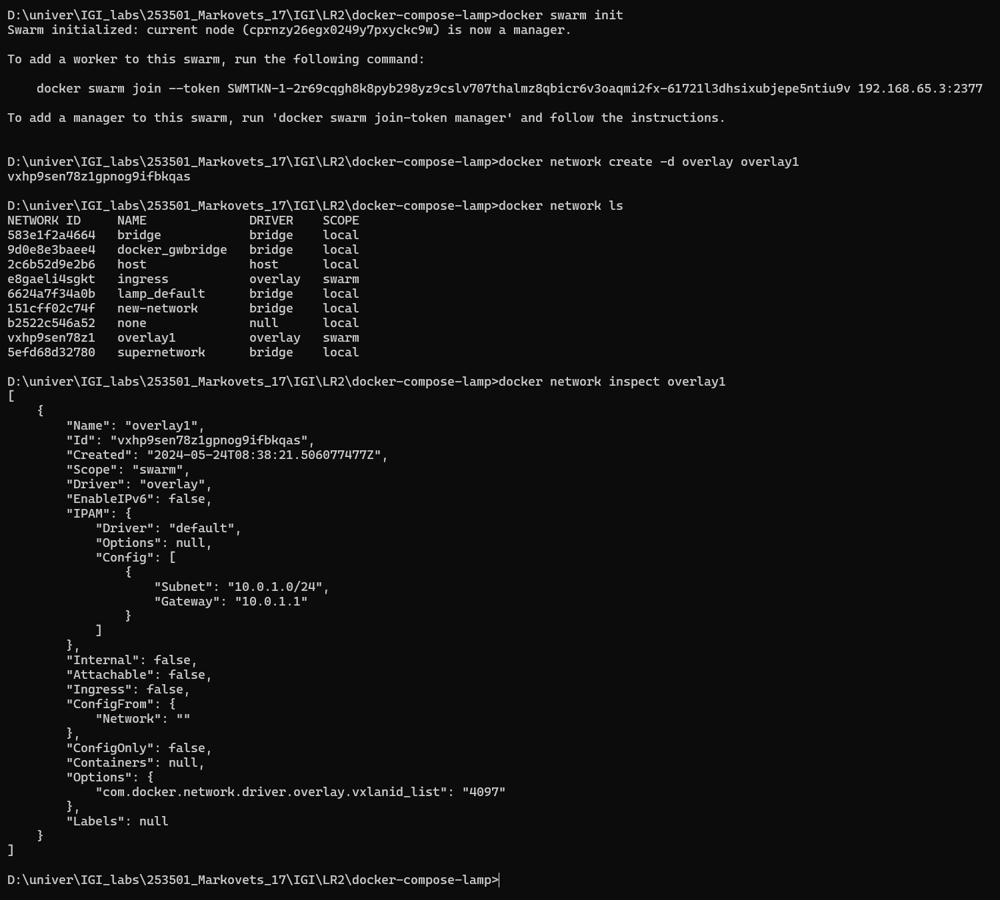 D:\univer\IGI_labs\253501_Markovets_17\IGI\LR2\docker-compose-lamp>docker swarm init
Swarm initialized: current node (cprnzy26egx0249y7pxyckc9w) is now a manager.
To add a worker to this swarm, run the following command:
    docker swarm join --token SWMTKN-1-2r69cqgh8k8pyb298yz9cslv707thalmz8qbicr6v3oaqmi2fx-61721l3dhsixubjepe5ntiu9v 192.168.65.3:2377
To add a manager to this swarm, run 'docker swarm join-token manager' and follow the instructions.
D:\univer\IGI_labs\253501_Markovets_17\IGI\LR2\docker-compose-lamp>docker network create -d overlay overlay1
vxhp9sen78z1gpnog9ifbkqas
D:\univer\IGI_labs\253501_Markovets_17\IGI\LR2\docker-compose-lamp>docker network ls
NETWORK ID     NAME              DRIVER    SCOPE
583e1f2a4664   bridge            bridge    local
9d0e8e3baee4   docker_gwbridge   bridge    local
2c6b52d9e2b6   host              host      local
e8gaeli4sgkt   ingress           overlay   swarm
6624a7f34a0b   lamp_default      bridge    local
151cff02c74f   new-network       bridge    local
b2522c546a52   none              null      local
vxhp9sen78z1   overlay1          overlay   swarm
5efd68d32780   supernetwork      bridge    local
D:\univer\IGI_labs\253501_Markovets_17\IGI\LR2\docker-compose-lamp>docker network inspect overlay1
[
    {
        "Name": "overlay1",
        "Id": "vxhp9sen78z1gpnog9ifbkqas",
        "Created": "2024-05-24T08:38:21.506077477Z",
        "Scope": "swarm",
        "Driver": "overlay",
        "EnableIPv6": false,
        "IPAM": {
            "Driver": "default",
            "Options": null,
            "Config": [
                {
                    "Subnet": "10.0.1.0/24",
                    "Gateway": "10.0.1.1"
                }
            ]
        },
        "Internal": false,
        "Attachable": false,
        "Ingress": false,
        "ConfigFrom": {
            "Network": ""
        },
        "ConfigOnly": false,
        "Containers": null,
        "Options": {
            "com.docker.network.driver.overlay.vxlanid_list": "4097"
        },
        "Labels": null
    }
]
D:\univer\IGI_labs\253501_Markovets_17\IGI\LR2\docker-compose-lamp>